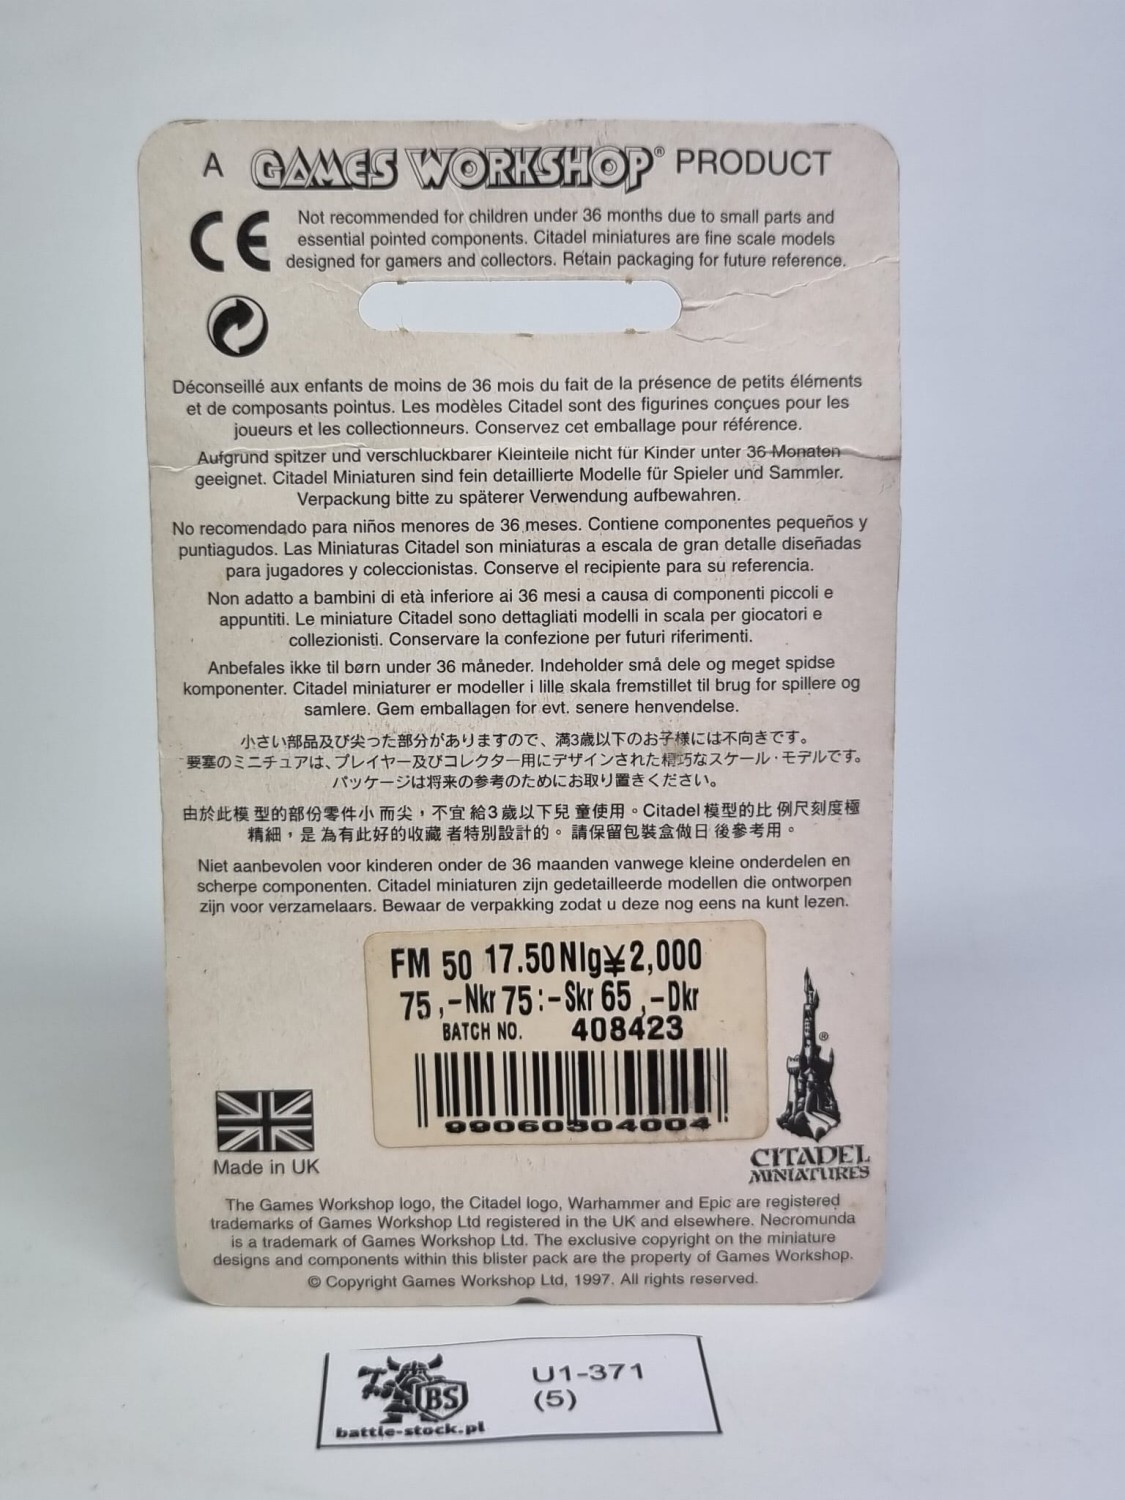 A GAMES WORKSHOP® PRODUCT
CE
Not recommended for children under 36 months due to small parts and
essential pointed components. Citadel miniatures are fine scale models
designed for gamers and collectors. Retain packaging for future reference.
Déconseillé aux enfants de moins de 36 mois du fait de la présence de petits éléments
et de composants pointus. Les modèles Citadel sont des figurines conçues pour les
joueurs et les collectionneurs. Conservez cet emballage pour référence.
Aufgrund spitzer und verschluckbarer Kleinteile nicht für Kinder unter 36 Monaten
geeignet. Citadel Miniaturen sind fein detaillierte Modelle für Spieler und Sammler.
Verpackung bitte zu späterer Verwendung aufbewahren.
No recomendado para niños menores de 36 meses. Contiene componentes pequeños y
puntiagudos. Las Miniaturas Citadel son miniaturas a escala de gran detalle diseñadas
para jugadores y coleccionistas. Conserve el recipiente para su referencia.
Non adatto a bambini di età inferiore ai 36 mesi a causa di componenti piccoli e
appuntiti. Le miniature Citadel sono dettagliati modelli in scala per giocatori e
collezionisti. Conservare la confezione per futuri riferimenti.
Anbefales ikke til børn under 36 måneder. Indeholder små dele og meget spidse
komponenter. Citadel miniaturer er modeller i lille skala fremstillet til brug for spillere og
samlere. Gem emballagen for evt. senere henvendelse.
小さい部品及び尖った部分がありますので、満3歳以下のお子様には不向きです。
要塞のミニチュアは、プレイヤー及びコレクター用にデザインされた精巧なスケール・モデルです。
パッケージは将来の参考のためにお取り置きください。
由於此模 型的部份零件小 而尖，不宜 給3歲以下兒 童使用。Citadel模型的比 例尺刻度極
精細，是 為有此好的收藏 者特別設計的。 請保留包裝盒做日 後參考用。
Niet aanbevolen voor kinderen onder de 36 maanden vanwege kleine onderdelen en
scherpe componenten. Citadel miniaturen zijn gedetailleerde modellen die ontworpen
zijn voor verzamelaars. Bewaar de verpakking zodat u deze nog eens na kunt lezen.
FM 50 17.50Nlg¥2,000
75,-Nkr 75:-Skr 65,-Dkr
BATCH NO. 408423
99060304004
®
CITADEL
MINIATURES
Made in UK
The Games Workshop logo, the Citadel logo, Warhammer and Epic are registered
trademarks of Games Workshop Ltd registered in the UK and elsewhere. Necromunda
is a trademark of Games Workshop Ltd. The exclusive copyright on the miniature
designs and components within this blister pack are the property of Games Workshop.
© Copyright Games Workshop Ltd, 1997. All rights reserved.
BS
battle-stock.pl
U1-371
(5)